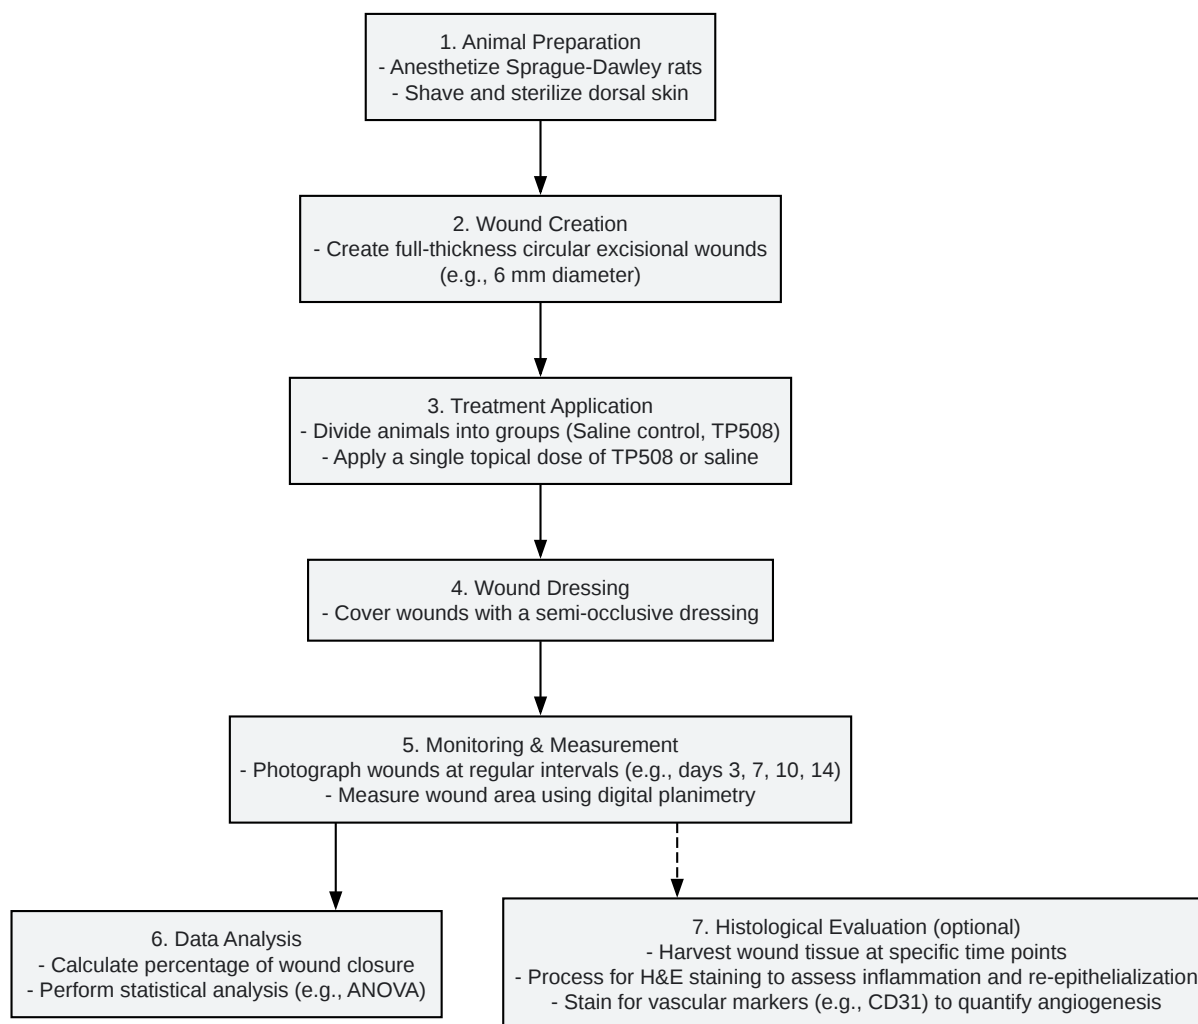 1. Animal Preparation
- Anesthetize Sprague-Dawley rats
- Shave and sterilize dorsal skin
2. Wound Creation
- Create full-thickness circular excisional wounds
(e.g., 6 mm diameter)
3. Treatment Application
- Divide animals into groups (Saline control, TP508)
- Apply a single topical dose of TP508 or saline
4. Wound Dressing
- Cover wounds with a semi-occlusive dressing
5. Monitoring & Measurement
- Photograph wounds at regular intervals (e.g., days 3, 7, 10, 14)
- Measure wound area using digital planimetry
6. Data Analysis
- Calculate percentage of wound closure
- Perform statistical analysis (e.g., ANOVA)
7. Histological Evaluation (optional)
- Harvest wound tissue at specific time points
- Process for H&E staining to assess inflammation and re-epithelialization
- Stain for vascular markers (e.g., CD31) to quantify angiogenesis